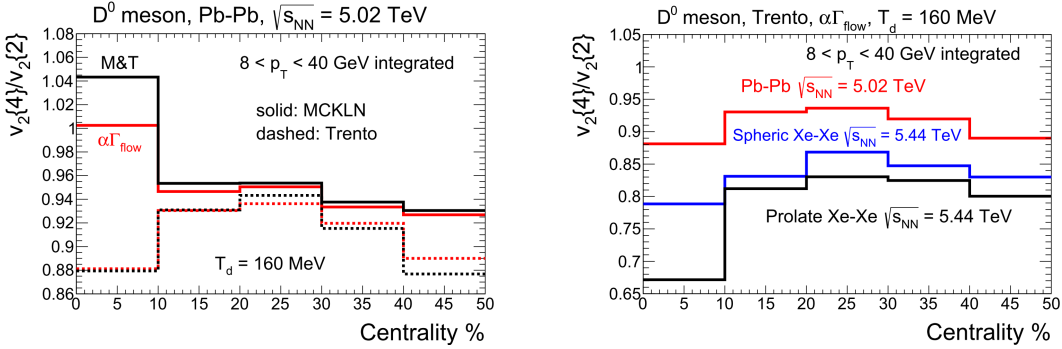 D⁰ meson, Pb-Pb, √s_NN = 5.02 TeV
v₂{4}/v₂{2}
1.08
1.06
1.04
1.02
1
0.98
0.96
0.94
0.92
0.9
0.88
0.86
M&T
8 < p_T < 40 GeV integrated
solid: MCKLN
dashed: Trento
αΓ_flow
T_d = 160 MeV
0 5 10 15 20 25 30 35 40 45 50
Centrality %
D⁰ meson, Trento, αΓ_flow, T_d = 160 MeV
v₂{4}/v₂{2}
1.05
1
0.95
0.9
0.85
0.8
0.75
0.7
0.65
8 < p_T < 40 GeV integrated
Pb-Pb √s_NN = 5.02 TeV
Spheric Xe-Xe √s_NN = 5.44 TeV
Prolate Xe-Xe √s_NN = 5.44 TeV
0 5 10 15 20 25 30 35 40 45 50
Centrality %